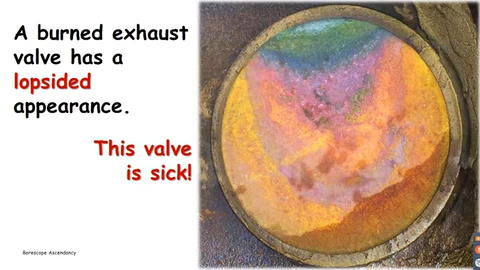 A burned exhaust
valve has a
lopsided
appearance.
This valve
is sick!
Borescope Ascendancy